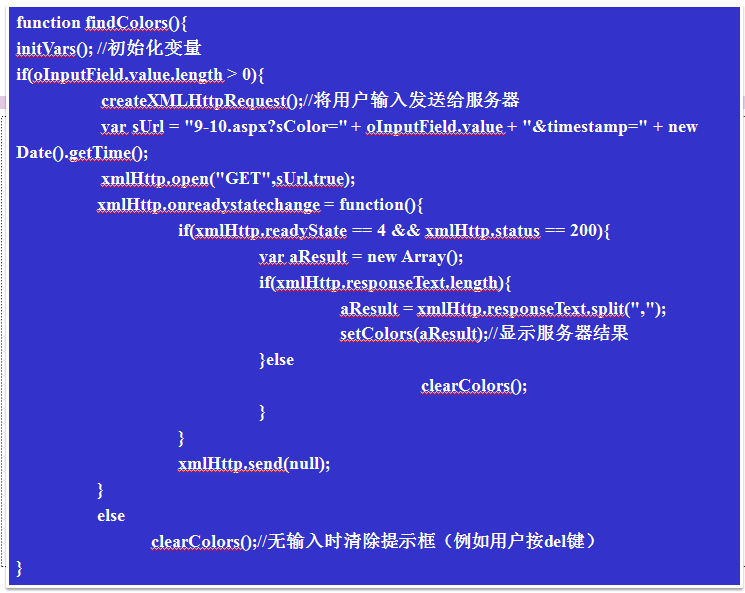 function findColors(){
initVars(); //初始化变量
if(oInputField.value.length > 0){
createXMLHttpRequest();//将用户输入发送给服务器
var sUrl = "9-10.aspx?sColor=" + oInputField.value + "&timestamp=" + new
Date().getTime();
xmlHttp.open("GET",sUrl,true);
xmlHttp.onreadystatechange = function(){
if(xmlHttp.readyState == 4 && xmlHttp.status == 200){
var aResult = new Array();
if(xmlHttp.responseText.length){
aResult = xmlHttp.responseText.split(",");
setColors(aResult);//显示服务器结果
}else
clearColors();
}
}
xmlHttp.send(null);
}
else
clearColors();//无输入时清除提示框（例如用户按del键）
}